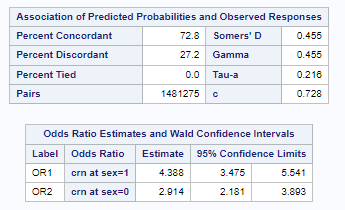 Association of Predicted Probabilities and Observed Responses
Percent Concordant 72.8 Somers' D 0.455
Percent Discordant 27.2 Gamma 0.455
Percent Tied 0.0 Tau-a 0.216
Pairs 1481275 c 0.728
Odds Ratio Estimates and Wald Confidence Intervals
Label Odds Ratio Estimate 95% Confidence Limits
OR1 crn at sex=1 4.388 3.475 5.541
OR2 crn at sex=0 2.914 2.181 3.893